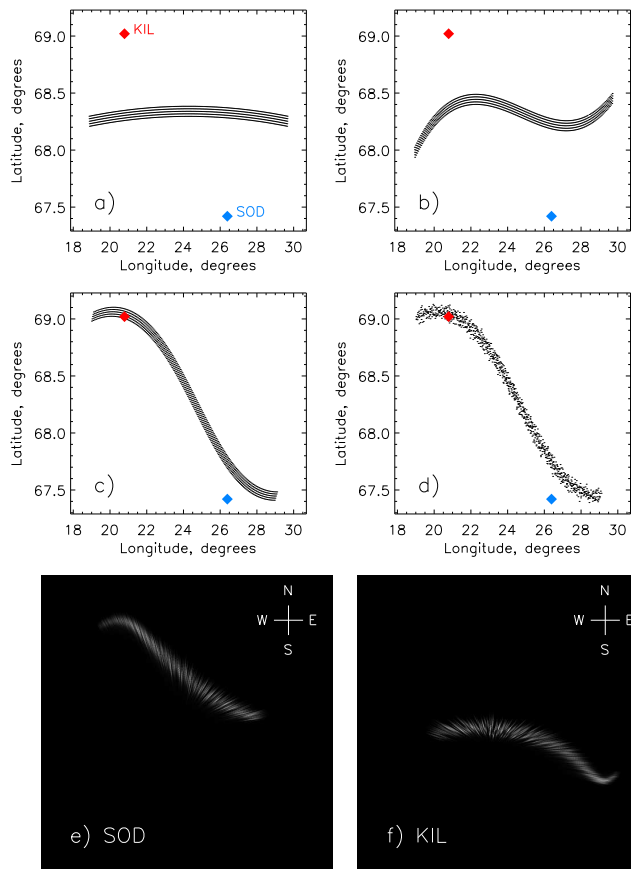 69.0
68.5
68.0
67.5
Latitude, degrees
KIL
SOD
a)
18 20 22 24 26 28 30
Longitude, degrees
69.0
68.5
68.0
67.5
Latitude, degrees
b)
18 20 22 24 26 28 30
Longitude, degrees
69.0
68.5
68.0
67.5
Latitude, degrees
c)
18 20 22 24 26 28 30
Longitude, degrees
69.0
68.5
68.0
67.5
Latitude, degrees
d)
18 20 22 24 26 28 30
Longitude, degrees
N
W E
S
e) SOD
N
W E
S
f) KIL